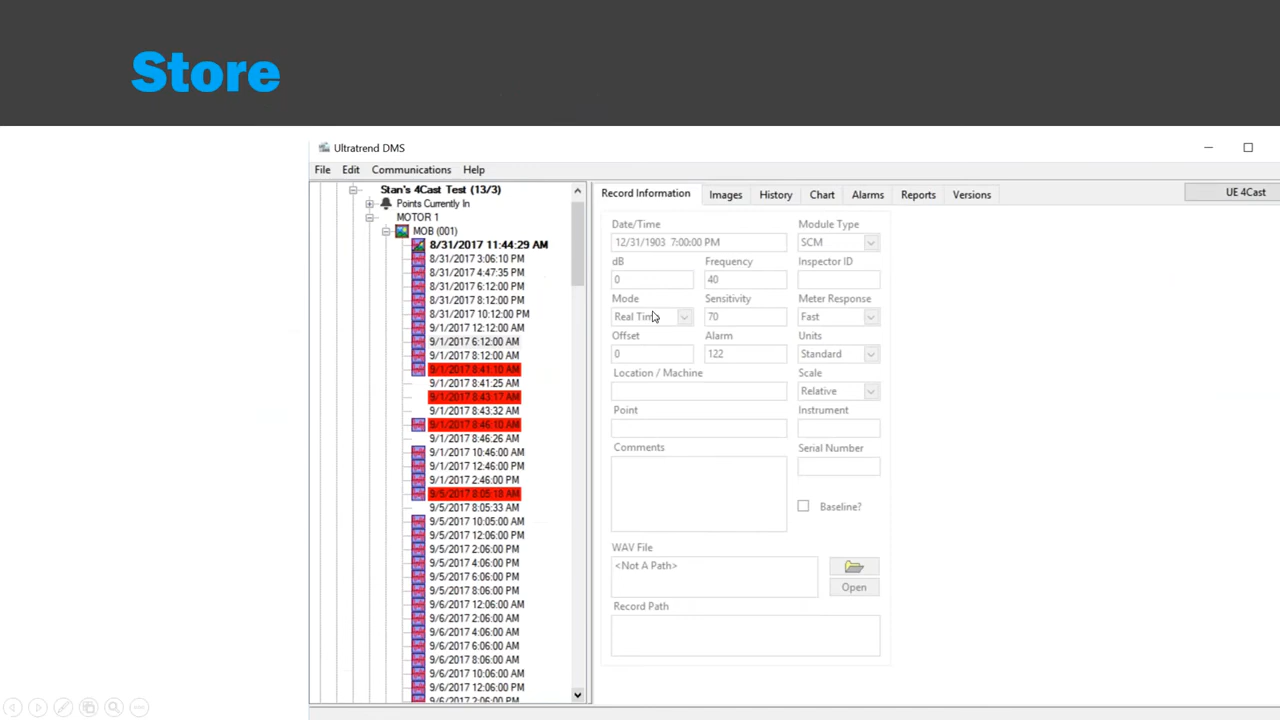 Store
Ultratrend DMS
File Edit Communications Help
Stan's 4Cast Test (13/3)
Points Currently In
MOTOR 1
MOB (001)
8/31/2017 11:44:29 AM
8/31/2017 3:06:10 PM
8/31/2017 4:47:35 PM
8/31/2017 6:12:00 PM
8/31/2017 8:12:00 PM
8/31/2017 10:12:00 PM
9/1/2017 12:12:00 AM
9/1/2017 6:12:00 AM
9/1/2017 8:12:00 AM
9/1/2017 8:41:10 AM
9/1/2017 8:41:25 AM
9/1/2017 8:43:17 AM
9/1/2017 8:43:32 AM
9/1/2017 8:46:10 AM
9/1/2017 8:46:26 AM
9/1/2017 10:46:00 AM
9/1/2017 12:46:00 PM
9/1/2017 2:46:00 PM
9/5/2017 8:05:18 AM
9/5/2017 8:05:33 AM
9/5/2017 10:05:00 AM
9/5/2017 12:06:00 PM
9/5/2017 2:06:00 PM
9/5/2017 4:06:00 PM
9/5/2017 6:06:00 PM
9/5/2017 8:06:00 PM
9/6/2017 12:06:00 AM
9/6/2017 2:06:00 AM
9/6/2017 4:06:00 AM
9/6/2017 6:06:00 AM
9/6/2017 8:06:00 AM
9/6/2017 10:06:00 AM
9/6/2017 12:06:00 PM
9/6/2017 2:06:00 PM
Record Information Images History Chart Alarms Reports Versions UE 4Cast
Date/Time Module Type
12/31/1903 7:00:00 PM SCM
dB Frequency Inspector ID
0 40
Mode Sensitivity Meter Response
Real Time 70 Fast
Offset Alarm Units
0 122 Standard
Location / Machine Scale
Relative
Point Instrument
Comments Serial Number
Baseline?
WAV File
<Not A Path>
Open
Record Path